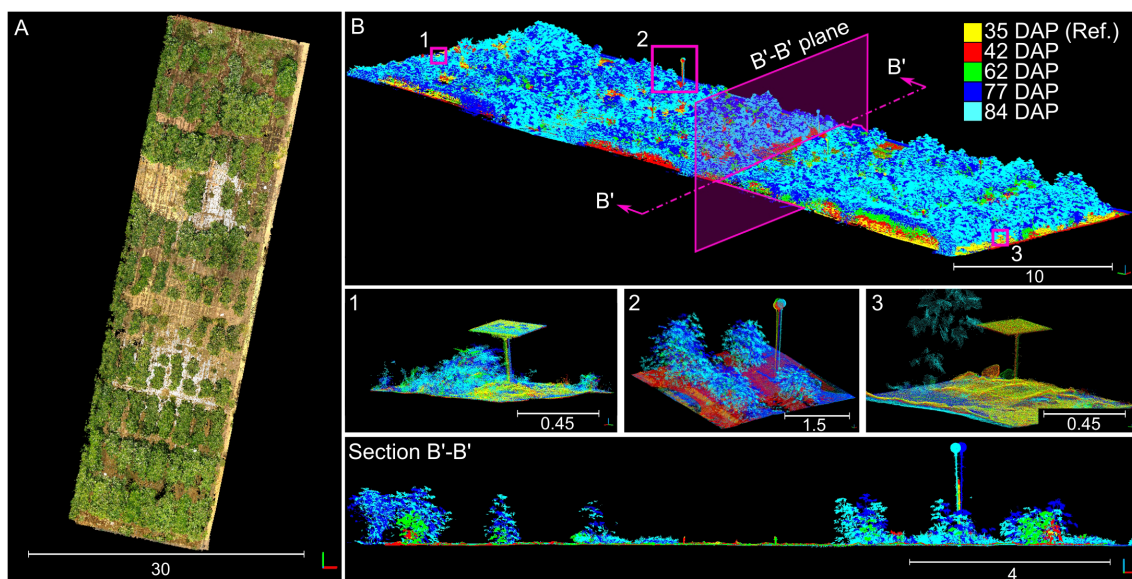 A
30
B
1
2
B'-B' plane
B'
B'
3
10
35 DAP (Ref.)
42 DAP
62 DAP
77 DAP
84 DAP
1
0.45
2
1.5
3
0.45
Section B'-B'
4